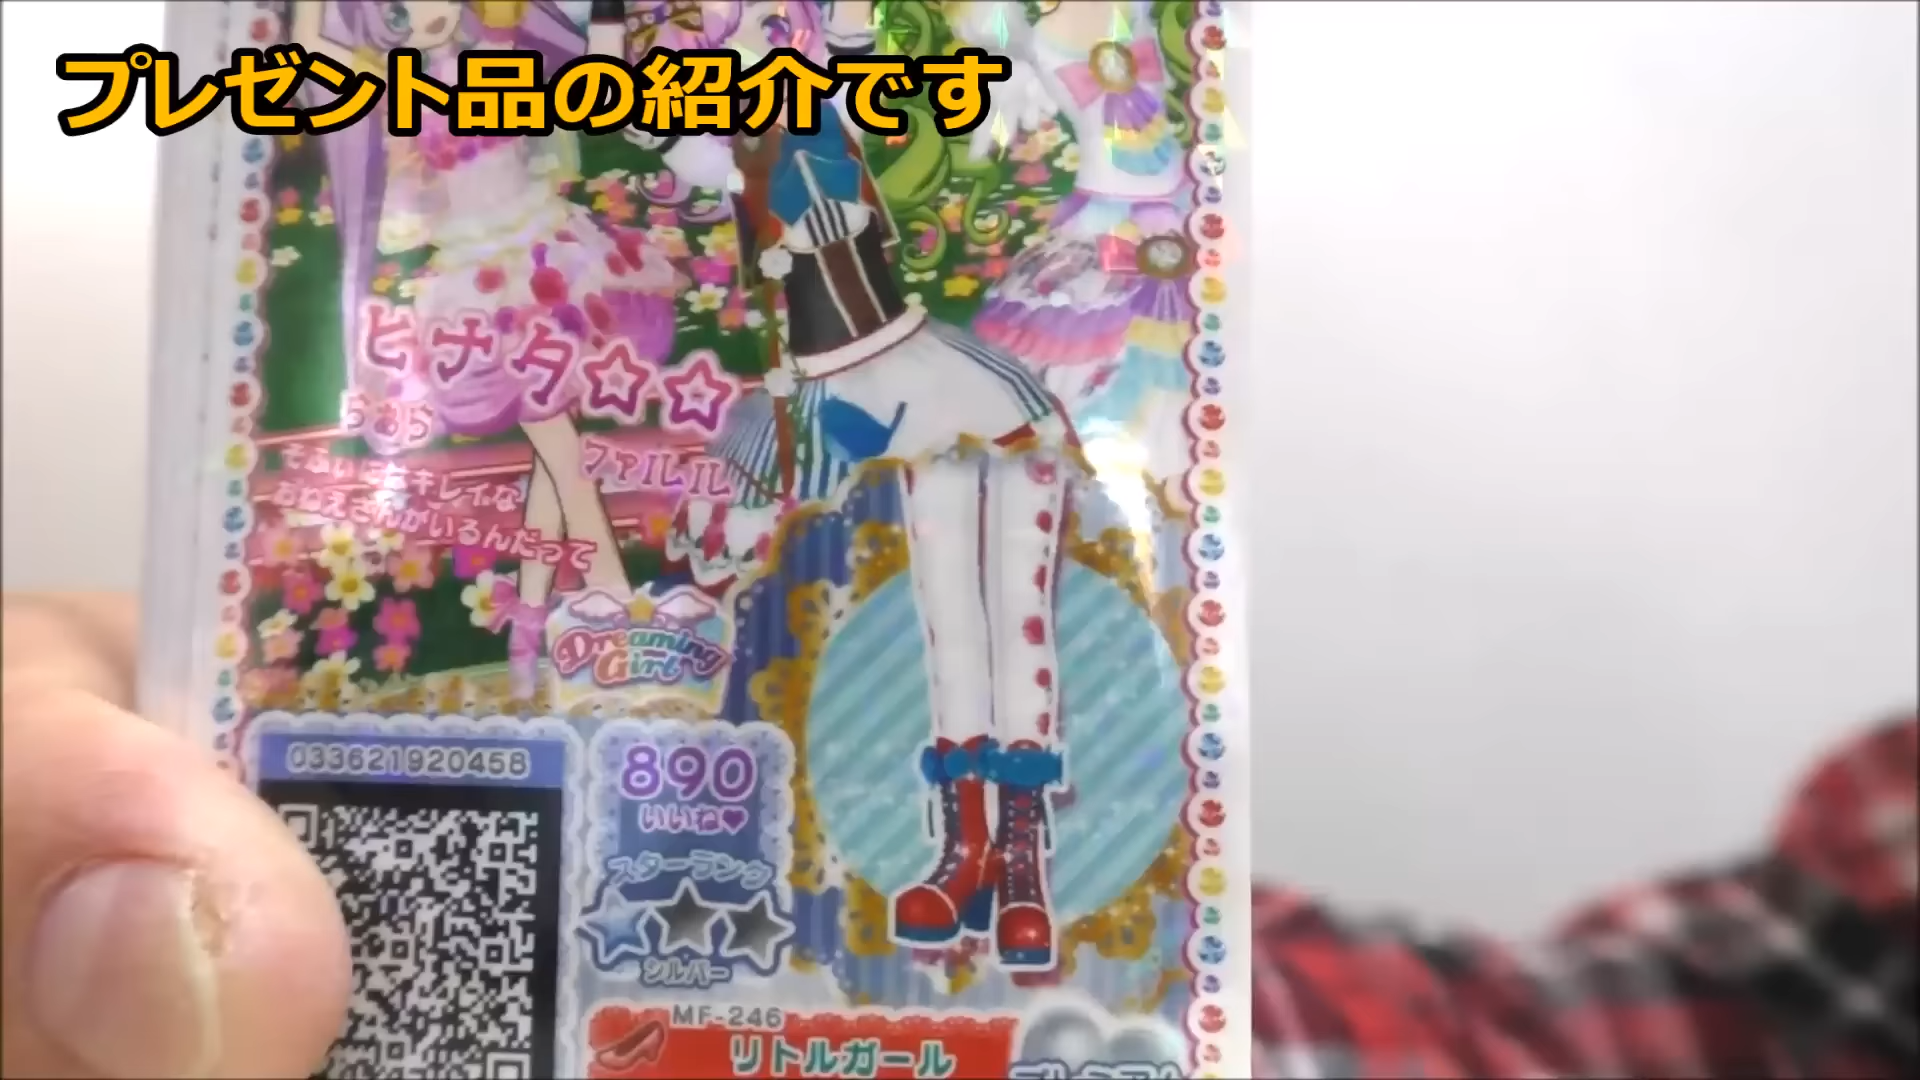 プレゼント品の紹介です
ヒナタ☆☆
らぁら
ファルル
そふぃにはキレイな
おねえさんがいるんだって
Dreaming
Girl
033621920458
890
いいね♥
スターランク
シルバー
MF-246
リトルガール